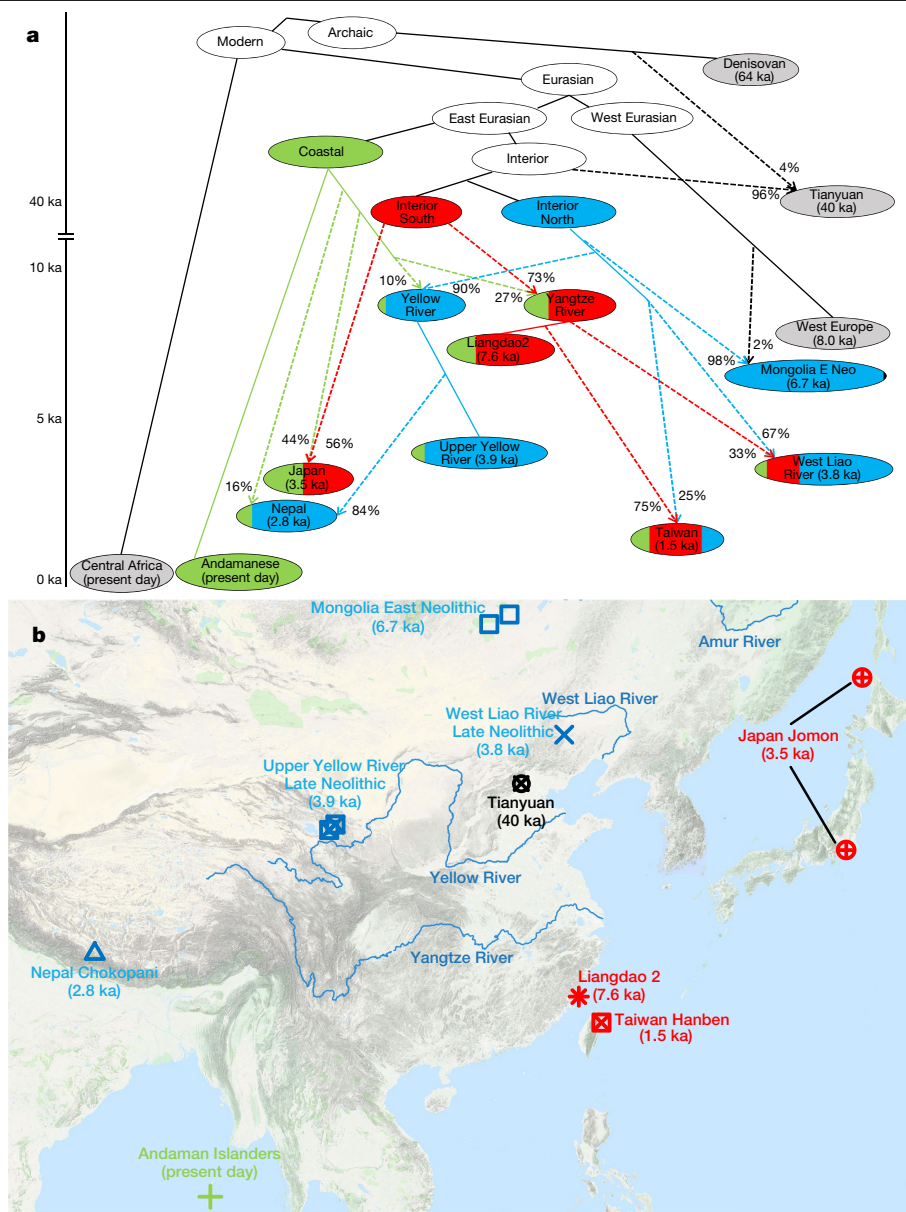 a
Archaic
Modern
Denisovan
(64 ka)
Eurasian
East Eurasian
West Eurasian
Coastal
Interior
4%
96%
Tianyuan
(40 ka)
40 ka
Interior
South
Interior
North
10 ka
10%
90%
73%
27%
Yellow
River
Yangtze
River
West Europe
(8.0 ka)
Liangdao2
(7.6 ka)
2%
98%
Mongolia E Neo
(6.7 ka)
5 ka
44%
56%
Upper Yellow
River (3.9 ka)
67%
33%
West Liao
River (3.8 ka)
Japan
(3.5 ka)
16%
Nepal
(2.8 ka)
84%
75%
25%
Taiwan
(1.5 ka)
0 ka
Central Africa
(present day)
Andamanese
(present day)
b
Mongolia East Neolithic
(6.7 ka)
Amur River
West Liao River
West Liao River
Late Neolithic
(3.8 ka)
Japan Jomon
(3.5 ka)
Upper Yellow River
Late Neolithic
(3.9 ka)
Tianyuan
(40 ka)
Yellow River
Yangtze River
Nepal Chokopani
(2.8 ka)
Liangdao 2
(7.6 ka)
Taiwan Hanben
(1.5 ka)
Andaman Islanders
(present day)